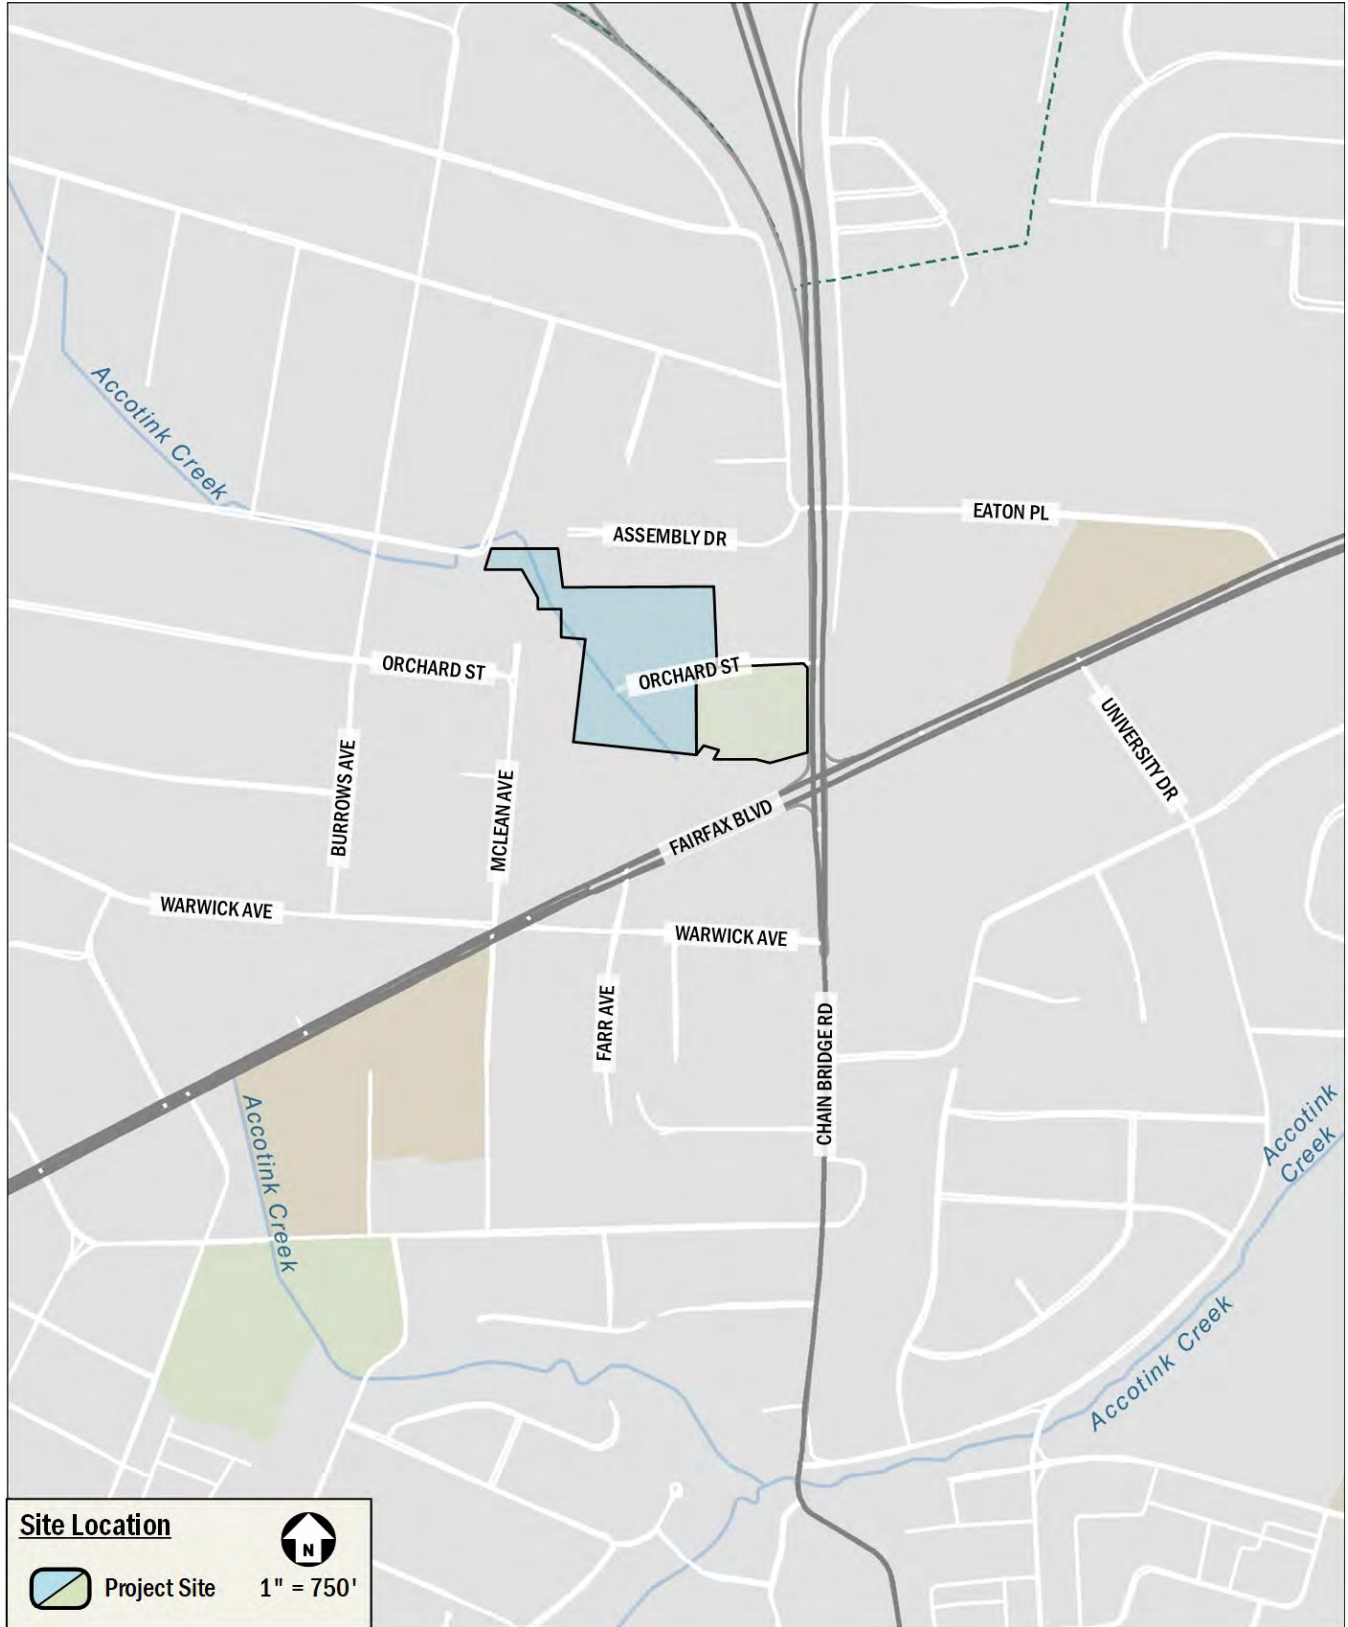 Accotink Creek
EATON PL
ASSEMBLY DR
ORCHARD ST
ORCHARD ST
UNIVERSITY DR
BURROWS AVE
MCLEAN AVE
FAIRFAX BLVD
WARWICK AVE
WARWICK AVE
FARR AVE
CHAIN BRIDGE RD
Accotink Creek
Accotink
Creek
Accotink Creek
Site Location
N
Project Site
1" = 750'